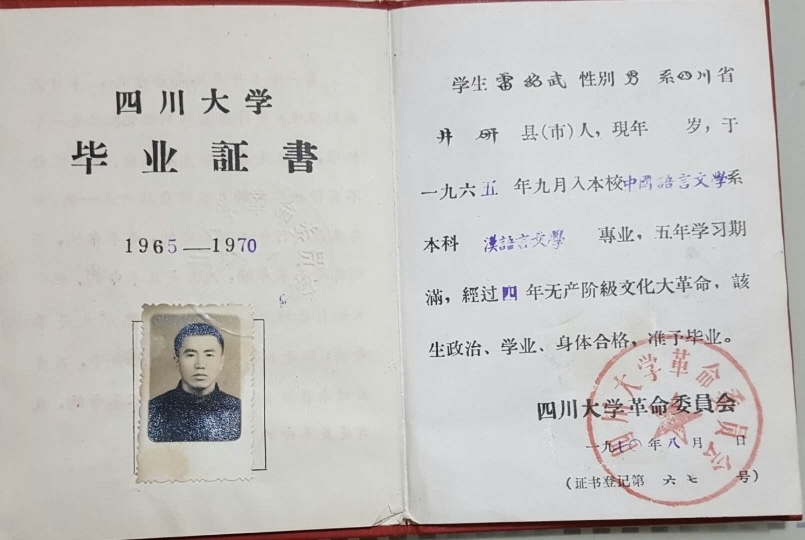 四川大学
毕业証書
1965—1970
学生 雷紹武 性别 男 系四川省
井研 县(市)人，現年 岁，于
一九六五年九月入本校中國語言文學系
本科 漢語言文學 專业，五年学习期
滿，經过四年无产阶級文化大革命，該
生政治、学业、身体合格，准予毕业。
四川大学革命委員会
一九七〇年八月 日
(证书登记第 六七 号)
四川大学革命委員会